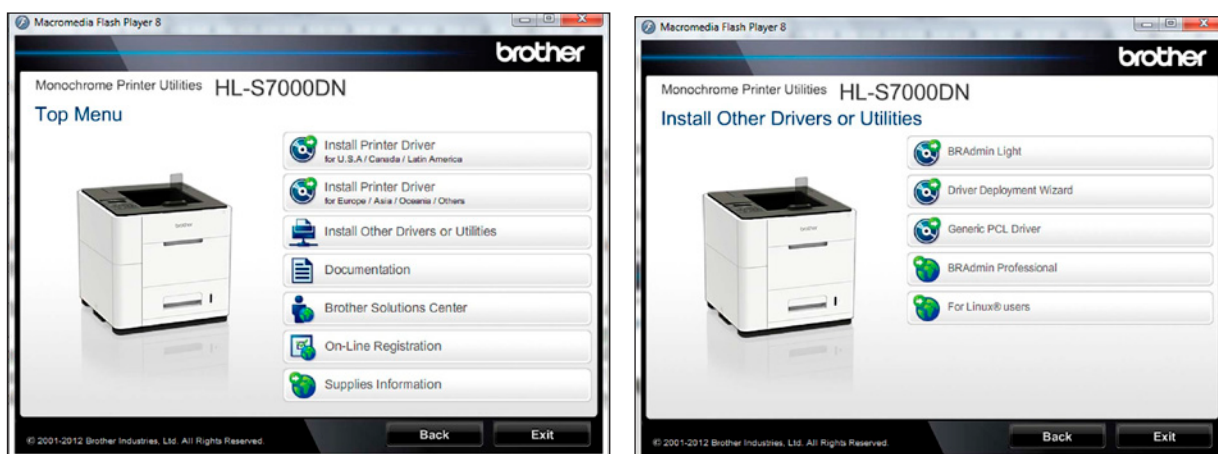 Macromedia Flash Player 8
brother
Monochrome Printer Utilities HL-S7000DN
Top Menu
Install Printer Driver
for U.S.A / Canada / Latin America
Install Printer Driver
for Europe / Asia / Oceania / Others
Install Other Drivers or Utilities
Documentation
Brother Solutions Center
On-Line Registration
Supplies Information
© 2001-2012 Brother Industries, Ltd. All Rights Reserved.
Back Exit
Macromedia Flash Player 8
brother
Monochrome Printer Utilities HL-S7000DN
Install Other Drivers or Utilities
BRAdmin Light
Driver Deployment Wizard
Generic PCL Driver
BRAdmin Professional
For Linux® users
© 2001-2012 Brother Industries, Ltd. All Rights Reserved.
Back Exit